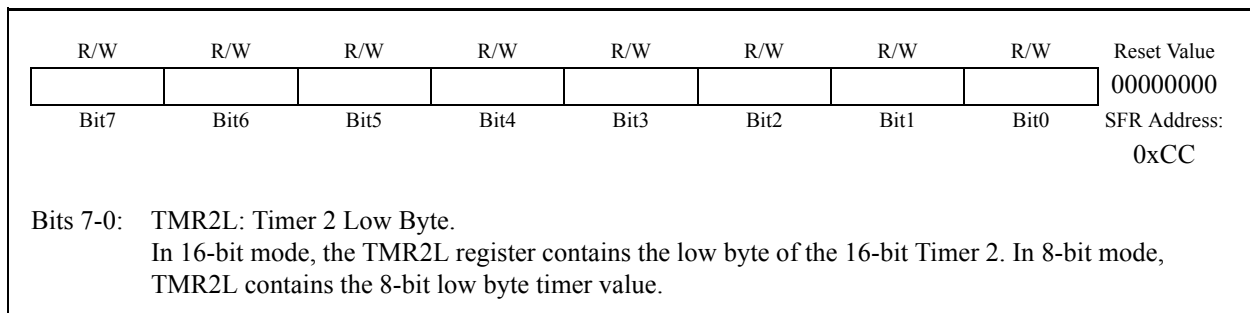 R/W R/W R/W R/W R/W R/W R/W R/W Reset Value
00000000
Bit7 Bit6 Bit5 Bit4 Bit3 Bit2 Bit1 Bit0 SFR Address:
0xCC
Bits 7-0: TMR2L: Timer 2 Low Byte.
In 16-bit mode, the TMR2L register contains the low byte of the 16-bit Timer 2. In 8-bit mode,
TMR2L contains the 8-bit low byte timer value.